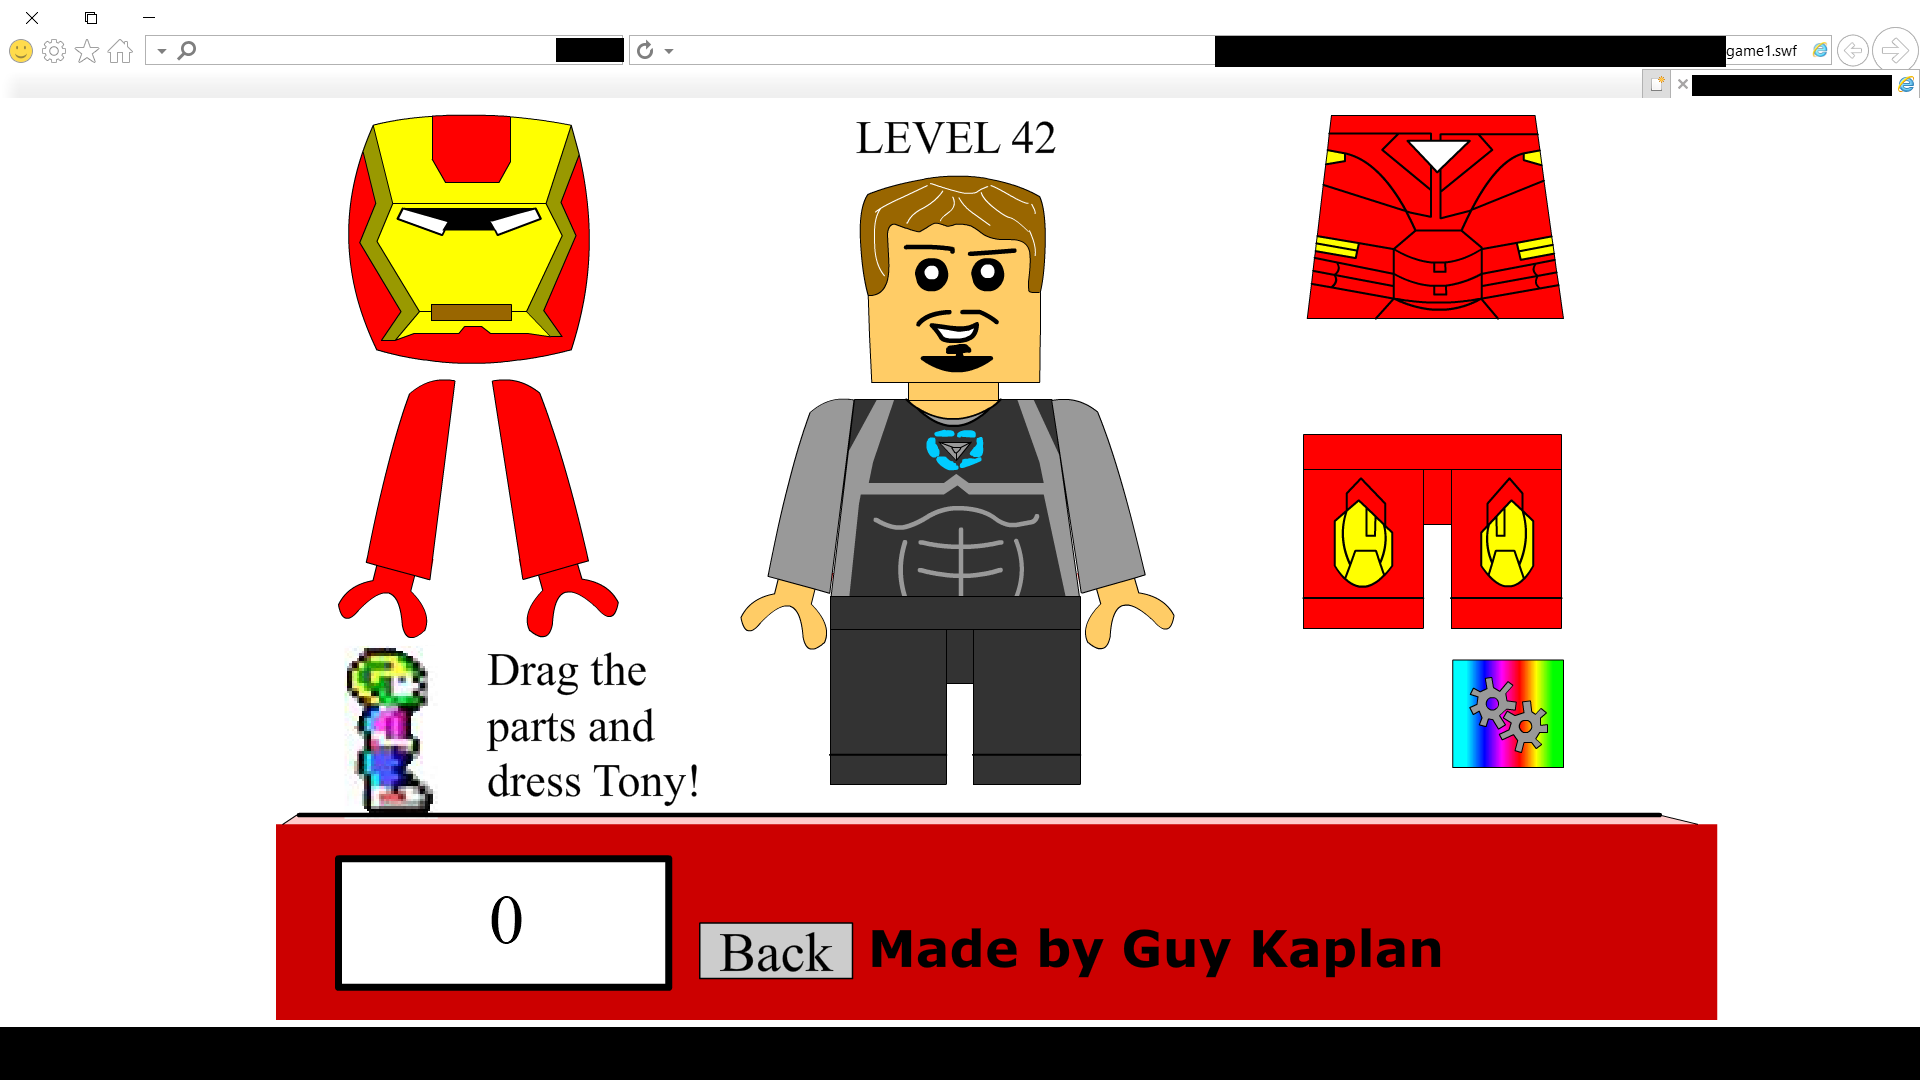 game1.swf
LEVEL 42
Drag the
parts and
dress Tony!
0
Back
Made by Guy Kaplan